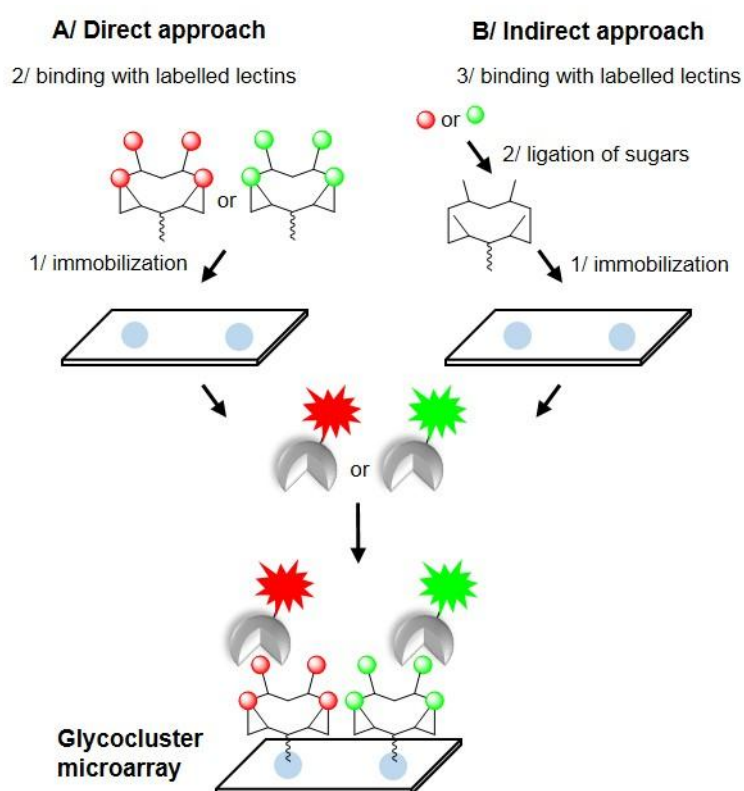 A/ Direct approach
2/ binding with labelled lectins
or
1/ immobilization
B/ Indirect approach
3/ binding with labelled lectins
or
2/ ligation of sugars
1/ immobilization
or
Glycocluster
microarray